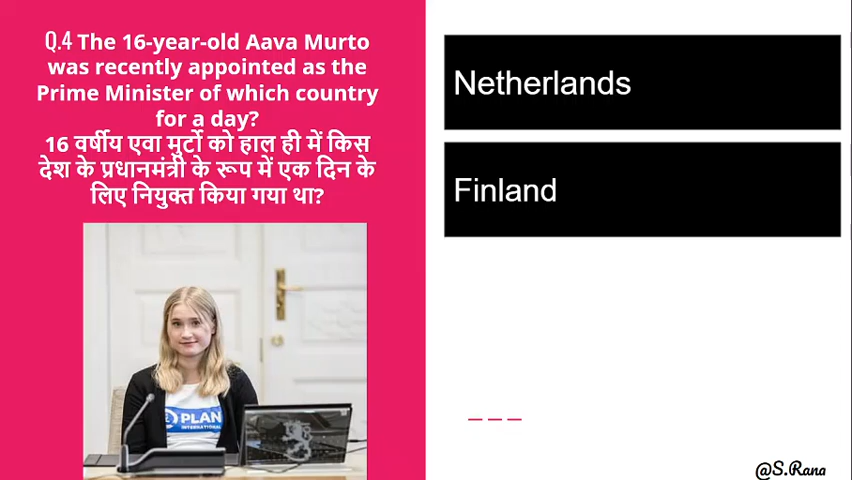 Q.4 The 16-year-old Aava Murto
was recently appointed as the
Prime Minister of which country
for a day?
16 वर्षीय एवा मुर्टो को हाल ही में किस
देश के प्रधानमंत्री के रूप में एक दिन के
लिए नियुक्त किया गया था?
Netherlands
Finland
PLAN
INTERNATIONAL
@S.Rana